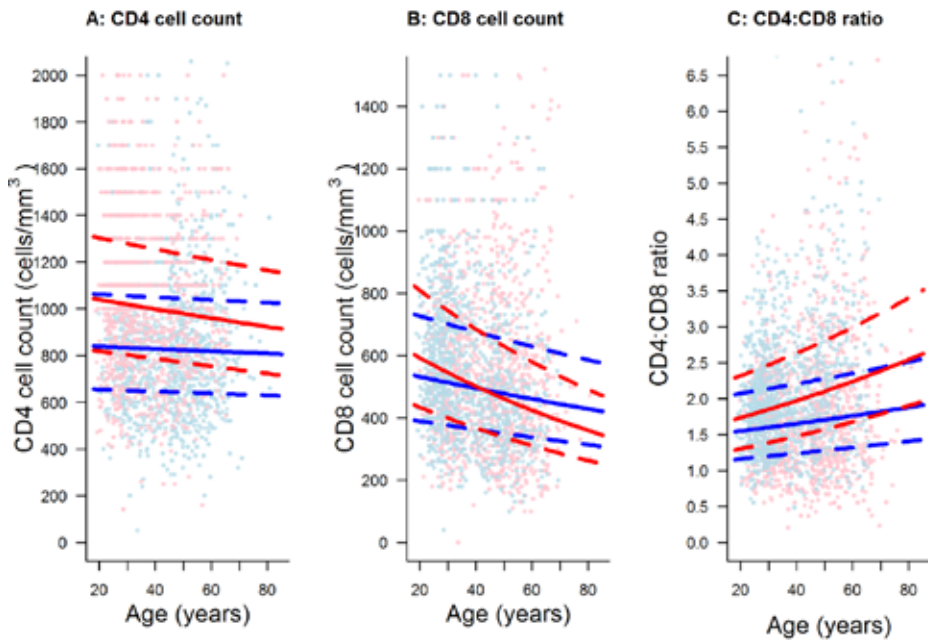 A: CD4 cell count
B: CD8 cell count
C: CD4:CD8 ratio
CD4 cell count (cells/mm³)
2000
1800
1600
1400
1200
1000
800
600
400
200
0
20 40 60 80
Age (years)
CD8 cell count (cells/mm³)
1400
1200
1000
800
600
400
200
0
20 40 60 80
Age (years)
CD4:CD8 ratio
6.5
6.0
5.5
5.0
4.5
4.0
3.5
3.0
2.5
2.0
1.5
1.0
0.5
0.0
20 40 60 80
Age (years)